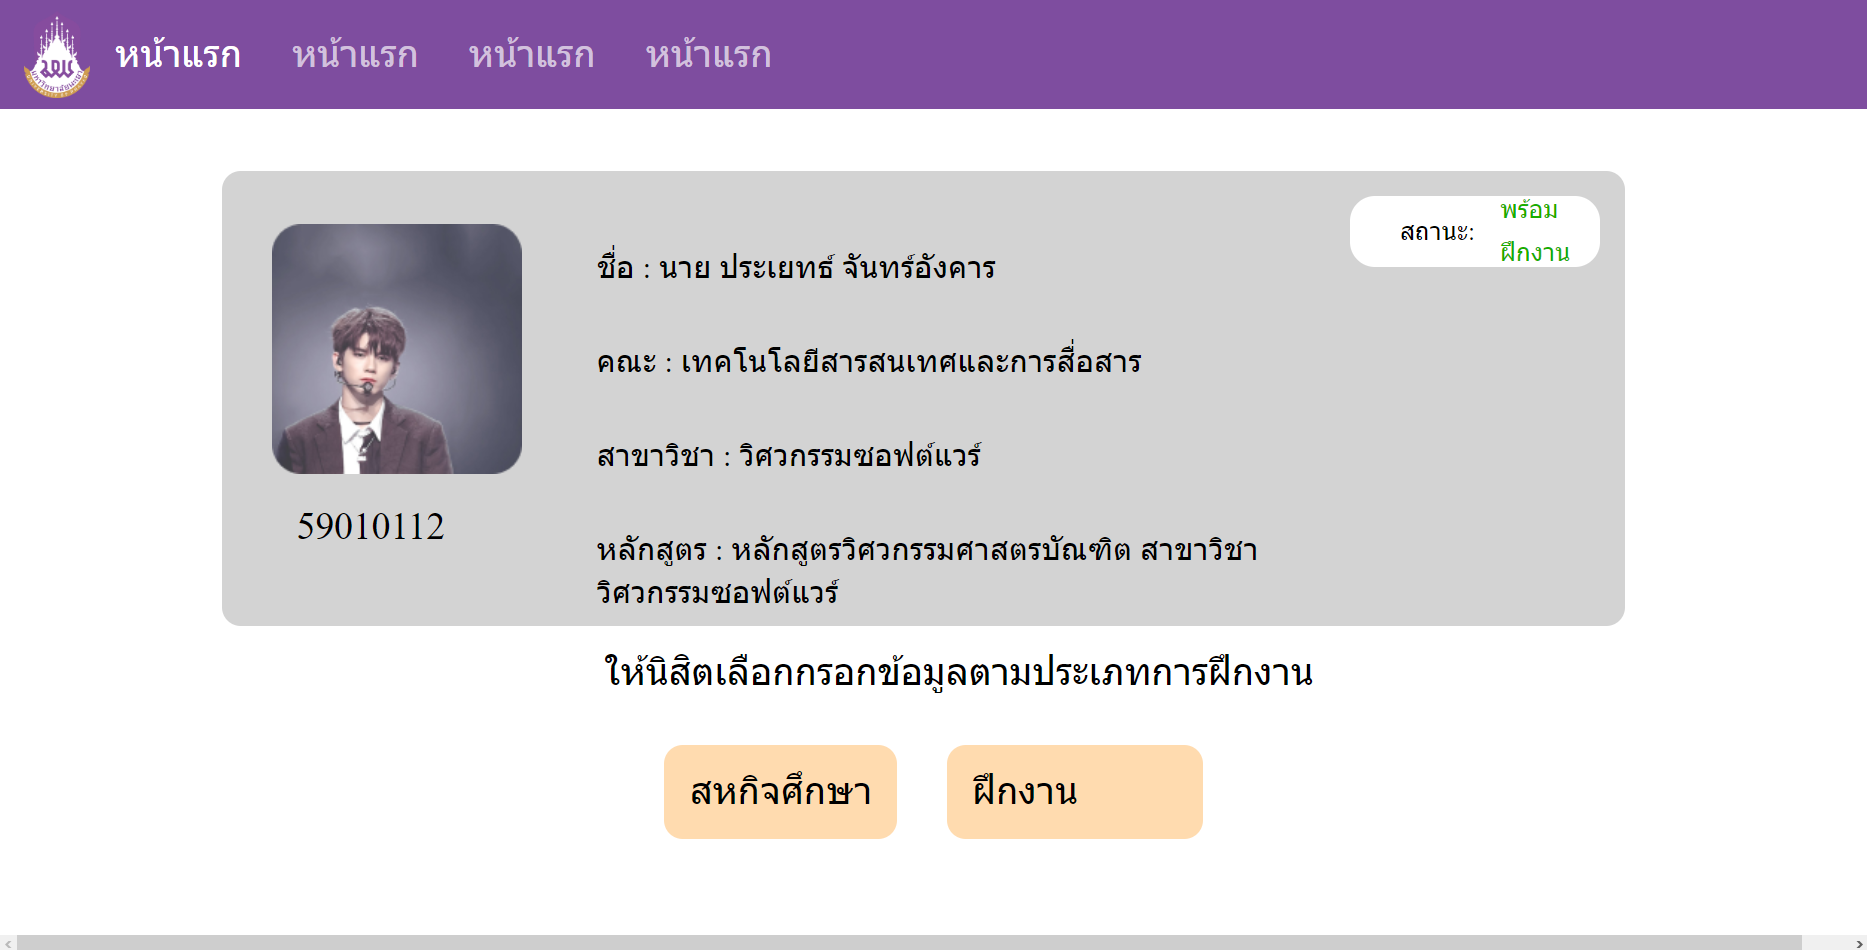 หน้าแรก หน้าแรก หน้าแรก หน้าแรก
สถานะ: พร้อม
ฝึกงาน
ชื่อ : นาย ประเยทธ์ จันทร์อังคาร
คณะ : เทคโนโลยีสารสนเทศและการสื่อสาร
สาขาวิชา : วิศวกรรมซอฟต์แวร์
59010112
หลักสูตร : หลักสูตรวิศวกรรมศาสตรบัณฑิต สาขาวิชา
วิศวกรรมซอฟต์แวร์
ให้นิสิตเลือกกรอกข้อมูลตามประเภทการฝึกงาน
สหกิจศึกษา ฝึกงาน